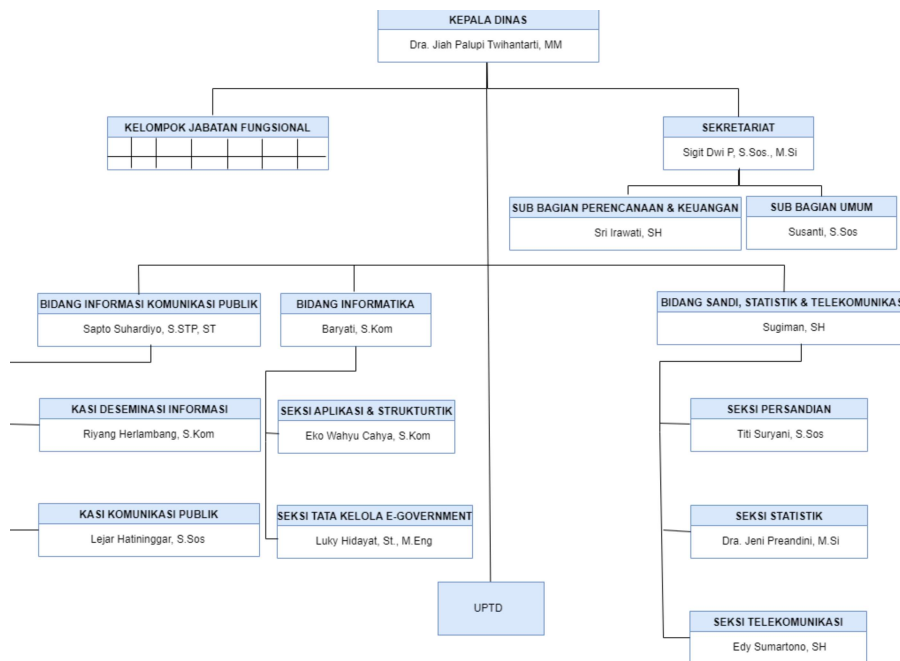 KEPALA DINAS
Dra. Jiah Palupi Twihantarti, MM
KELOMPOK JABATAN FUNGSIONAL
SEKRETARIAT
Sigit Dwi P, S.Sos., M.Si
SUB BAGIAN PERENCANAAN & KEUANGAN
Sri Irawati, SH
SUB BAGIAN UMUM
Susanti, S.Sos
BIDANG INFORMASI KOMUNIKASI PUBLIK
Sapto Suhardiyo, S.STP, ST
BIDANG INFORMATIKA
Baryati, S.Kom
BIDANG SANDI, STATISTIK & TELEKOMUNIKAS
Sugiman, SH
KASI DESEMINASI INFORMASI
Riyang Herlambang, S.Kom
SEKSI APLIKASI & STRUKTURTIK
Eko Wahyu Cahya, S.Kom
SEKSI PERSANDIAN
Titi Suryani, S.Sos
KASI KOMUNIKASI PUBLIK
Lejar Hatininggar, S.Sos
SEKSI TATA KELOLA E-GOVERNMENT
Luky Hidayat, St., M.Eng
SEKSI STATISTIK
Dra. Jeni Preandini, M.Si
UPTD
SEKSI TELEKOMUNIKASI
Edy Sumartono, SH